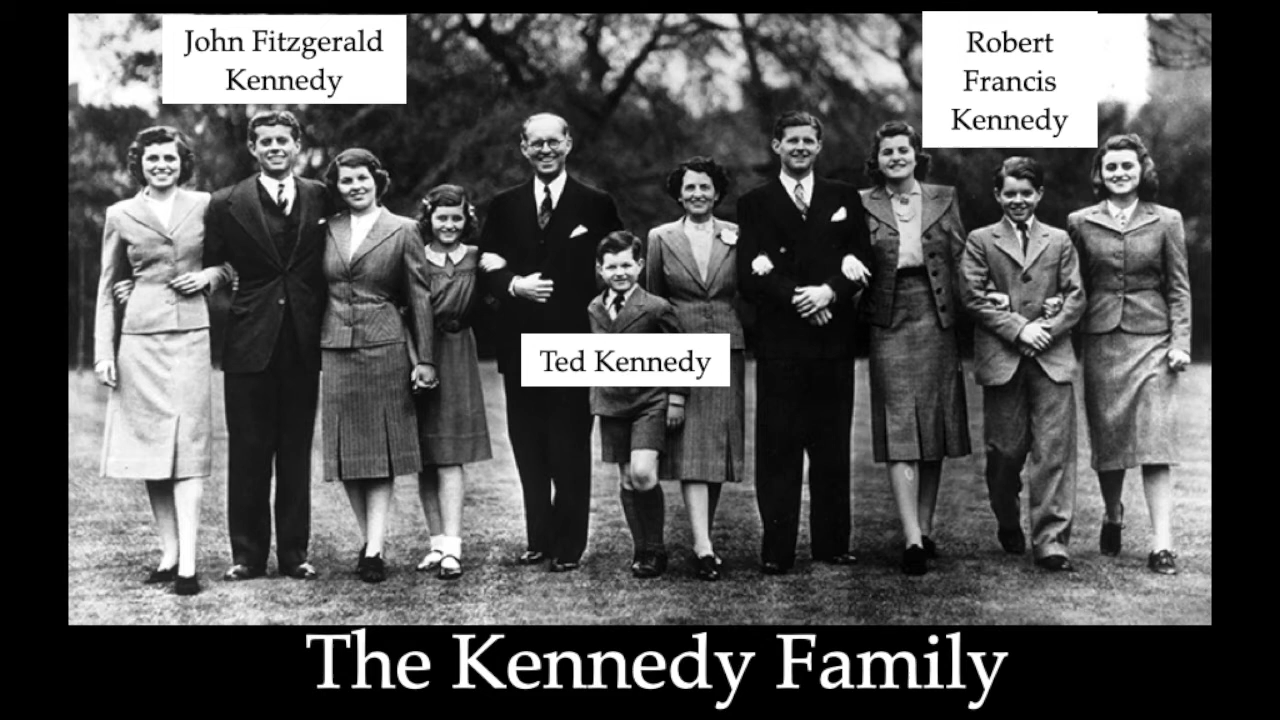 John Fitzgerald
Kennedy
Robert
Francis
Kennedy
Ted Kennedy
The Kennedy Family